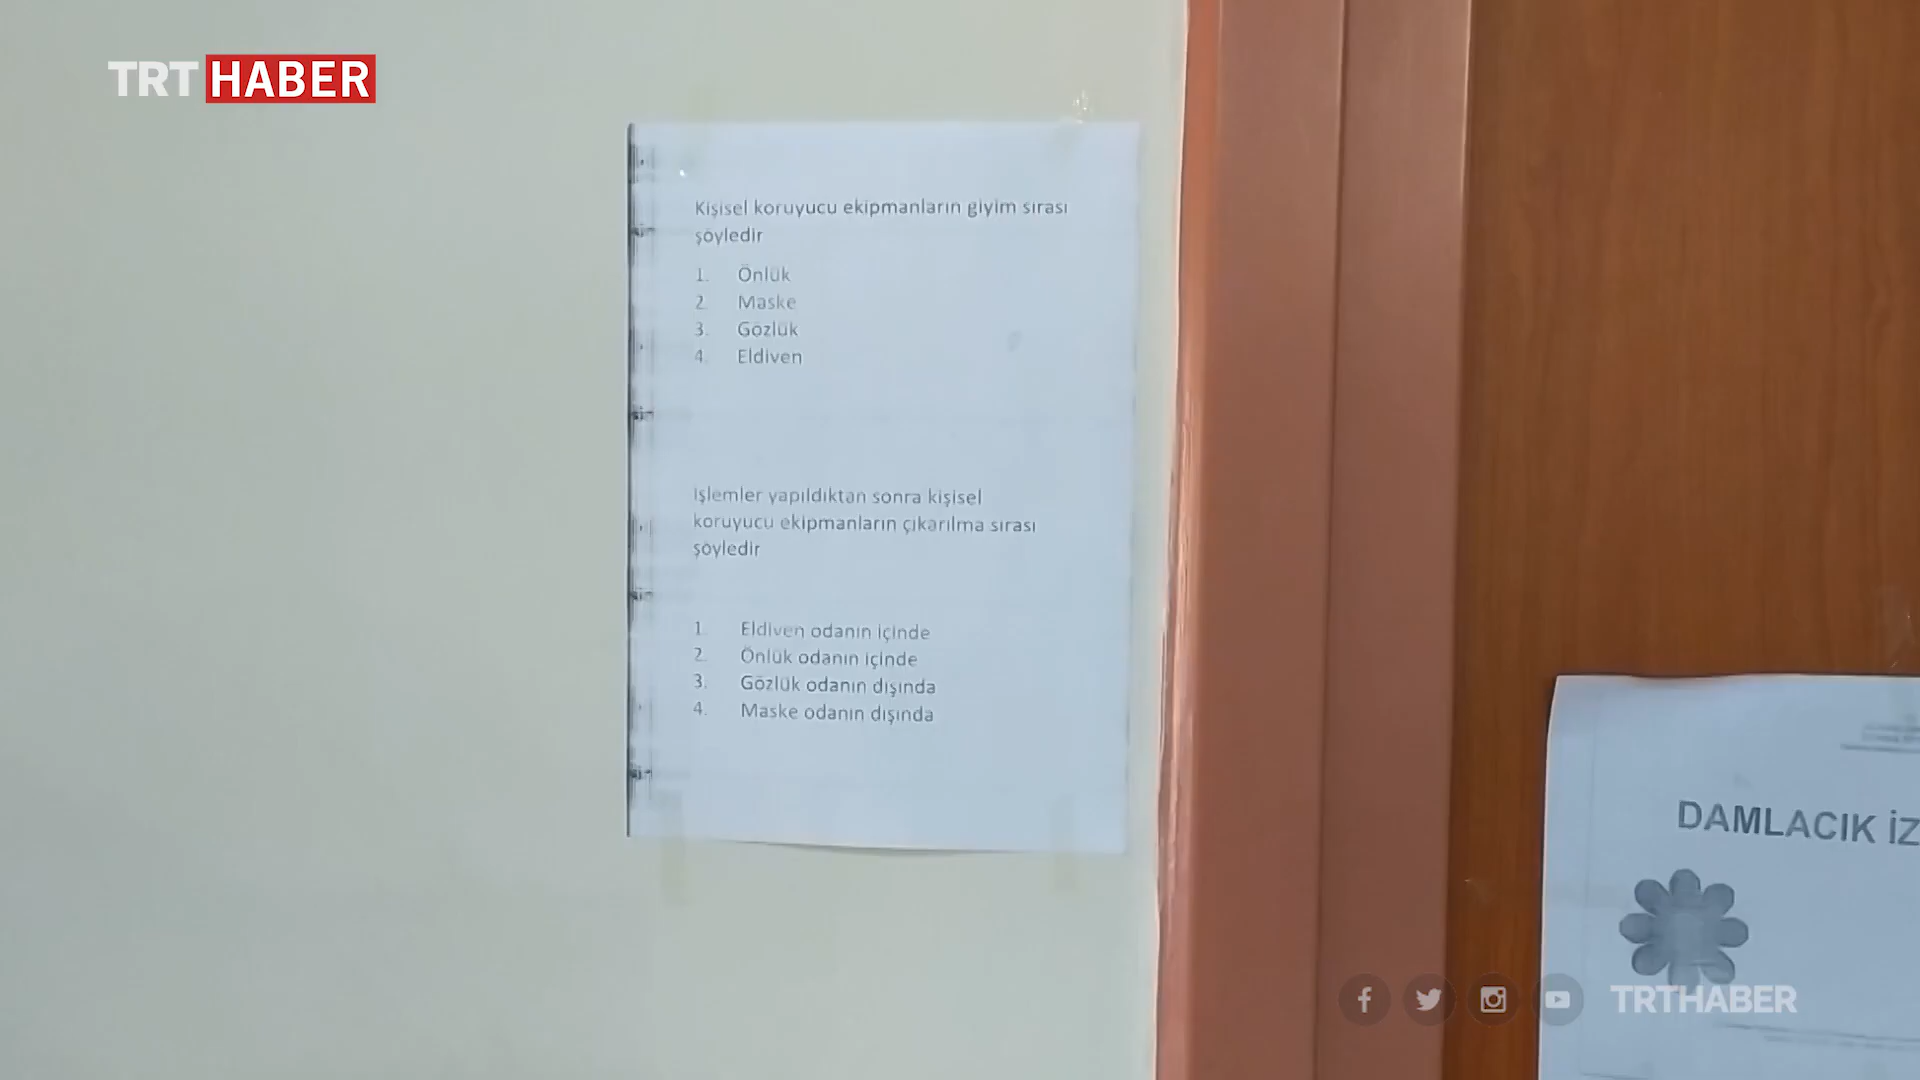 TRT HABER
Kişisel koruyucu ekipmanların giyim sırası
şöyledir
1. Önlük
2. Maske
3. Gözlük
4. Eldiven
İşlemler yapıldıktan sonra kişisel
koruyucu ekipmanların çıkarılma sırası
şöyledir
1. Eldiven odanın içinde
2. Önlük odanın içinde
3. Gözlük odanın dışında
4. Maske odanın dışında
DAMLACIK İZ
TRTHABER